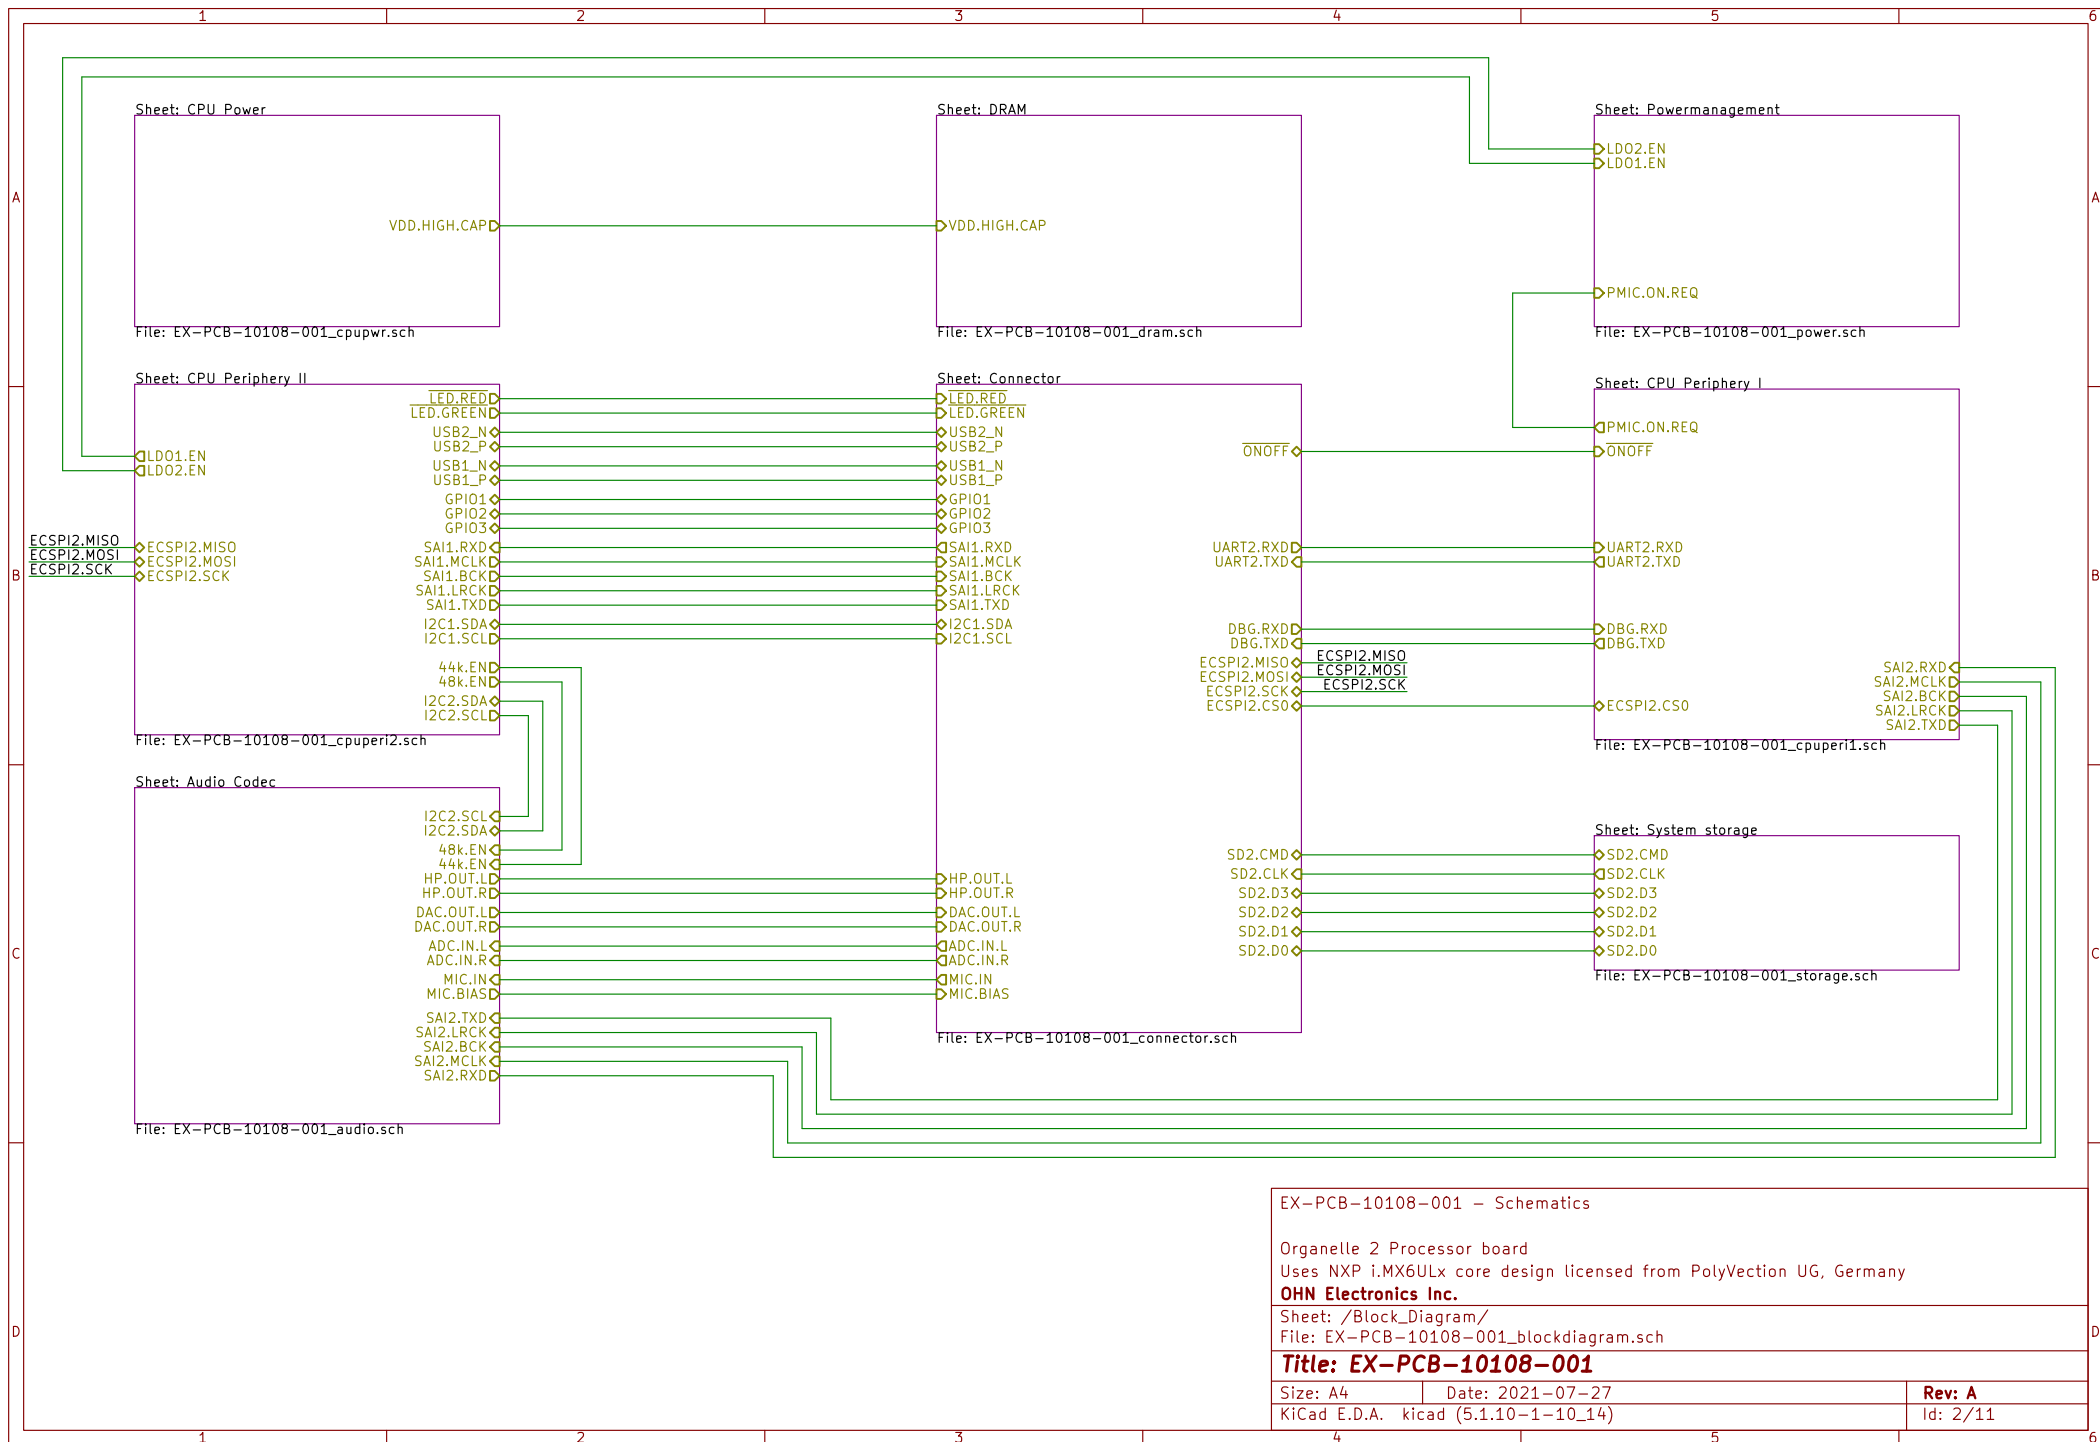 1 2 3 4 5 6
Sheet: CPU Power
VDD.HIGH.CAP
File: EX-PCB-10108-001_cpupwr.sch
Sheet: DRAM
VDD.HIGH.CAP
File: EX-PCB-10108-001_dram.sch
Sheet: Powermanagement
LDO2.EN
LDO1.EN
PMIC.ON.REQ
File: EX-PCB-10108-001_power.sch
A A
Sheet: CPU Periphery II
LED.RED
LED.GREEN
USB2_N
USB2_P
USB1_N
USB1_P
GPIO1
GPIO2
GPIO3
SAI1.RXD
SAI1.MCLK
SAI1.BCK
SAI1.LRCK
SAI1.TXD
I2C1.SDA
I2C1.SCL
44k.EN
48k.EN
I2C2.SDA
I2C2.SCL
LDO1.EN
LDO2.EN
ECSPI2.MISO
ECSPI2.MOSI
ECSPI2.SCK
ECSPI2.MISO
ECSPI2.MOSI
ECSPI2.SCK
File: EX-PCB-10108-001_cpuperi2.sch
Sheet: Connector
LED.RED
LED.GREEN
USB2_N
USB2_P
USB1_N
USB1_P
GPIO1
GPIO2
GPIO3
SAI1.RXD
SAI1.MCLK
SAI1.BCK
SAI1.LRCK
SAI1.TXD
I2C1.SDA
I2C1.SCL
HP.OUT.L
HP.OUT.R
DAC.OUT.L
DAC.OUT.R
ADC.IN.L
ADC.IN.R
MIC.IN
MIC.BIAS
ONOFF
UART2.RXD
UART2.TXD
DBG.RXD
DBG.TXD
ECSPI2.MISO
ECSPI2.MOSI
ECSPI2.SCK
ECSPI2.CS0
ECSPI2.MISO
ECSPI2.MOSI
ECSPI2.SCK
SD2.CMD
SD2.CLK
SD2.D3
SD2.D2
SD2.D1
SD2.D0
File: EX-PCB-10108-001_connector.sch
Sheet: CPU Periphery I
PMIC.ON.REQ
ONOFF
UART2.RXD
UART2.TXD
DBG.RXD
DBG.TXD
ECSPI2.CS0
SAI2.RXD
SAI2.MCLK
SAI2.BCK
SAI2.LRCK
SAI2.TXD
File: EX-PCB-10108-001_cpuperi1.sch
B B
Sheet: Audio Codec
I2C2.SCL
I2C2.SDA
48k.EN
44k.EN
HP.OUT.L
HP.OUT.R
DAC.OUT.L
DAC.OUT.R
ADC.IN.L
ADC.IN.R
MIC.IN
MIC.BIAS
SAI2.TXD
SAI2.LRCK
SAI2.BCK
SAI2.MCLK
SAI2.RXD
File: EX-PCB-10108-001_audio.sch
Sheet: System storage
SD2.CMD
SD2.CLK
SD2.D3
SD2.D2
SD2.D1
SD2.D0
File: EX-PCB-10108-001_storage.sch
C C
EX-PCB-10108-001 - Schematics
Organelle 2 Processor board
Uses NXP i.MX6ULx core design licensed from PolyVection UG, Germany
OHN Electronics Inc.
Sheet: /Block_Diagram/
File: EX-PCB-10108-001_blockdiagram.sch
Title: EX-PCB-10108-001
Size: A4 Date: 2021-07-27 Rev: A
KiCad E.D.A. kicad (5.1.10-1-10_14) Id: 2/11
D D
1 2 3 4 5 6